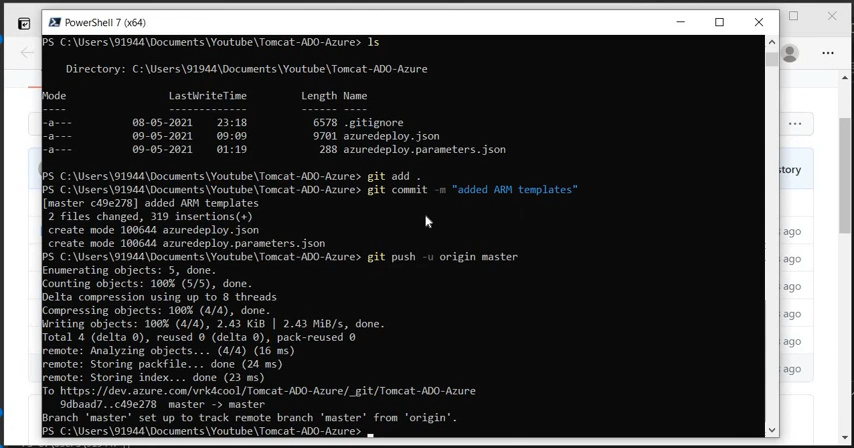 PowerShell 7 (x64)
PS C:\Users\91944\Documents\Youtube\Tomcat-ADO-Azure> ls
Directory: C:\Users\91944\Documents\Youtube\Tomcat-ADO-Azure
Mode LastWriteTime Length Name
---- ------------- ------ ----
-a--- 08-05-2021 23:18 6578 .gitignore
-a--- 09-05-2021 09:09 9701 azuredeploy.json
-a--- 09-05-2021 01:19 288 azuredeploy.parameters.json
PS C:\Users\91944\Documents\Youtube\Tomcat-ADO-Azure> git add .
PS C:\Users\91944\Documents\Youtube\Tomcat-ADO-Azure> git commit -m "added ARM templates"
[master c49e278] added ARM templates
2 files changed, 319 insertions(+)
create mode 100644 azuredeploy.json
create mode 100644 azuredeploy.parameters.json
PS C:\Users\91944\Documents\Youtube\Tomcat-ADO-Azure> git push -u origin master
Enumerating objects: 5, done.
Counting objects: 100% (5/5), done.
Delta compression using up to 8 threads
Compressing objects: 100% (4/4), done.
Writing objects: 100% (4/4), 2.43 KiB | 2.43 MiB/s, done.
Total 4 (delta 0), reused 0 (delta 0), pack-reused 0
remote: Analyzing objects... (4/4) (16 ms)
remote: Storing packfile... done (24 ms)
remote: Storing index... done (23 ms)
To https://dev.azure.com/vrk4cool/Tomcat-ADO-Azure/_git/Tomcat-ADO-Azure
9dbaad7..c49e278 master -> master
Branch 'master' set up to track remote branch 'master' from 'origin'.
PS C:\Users\91944\Documents\Youtube\Tomcat-ADO-Azure>
story
ago
ago
ago
ago
ago
ago